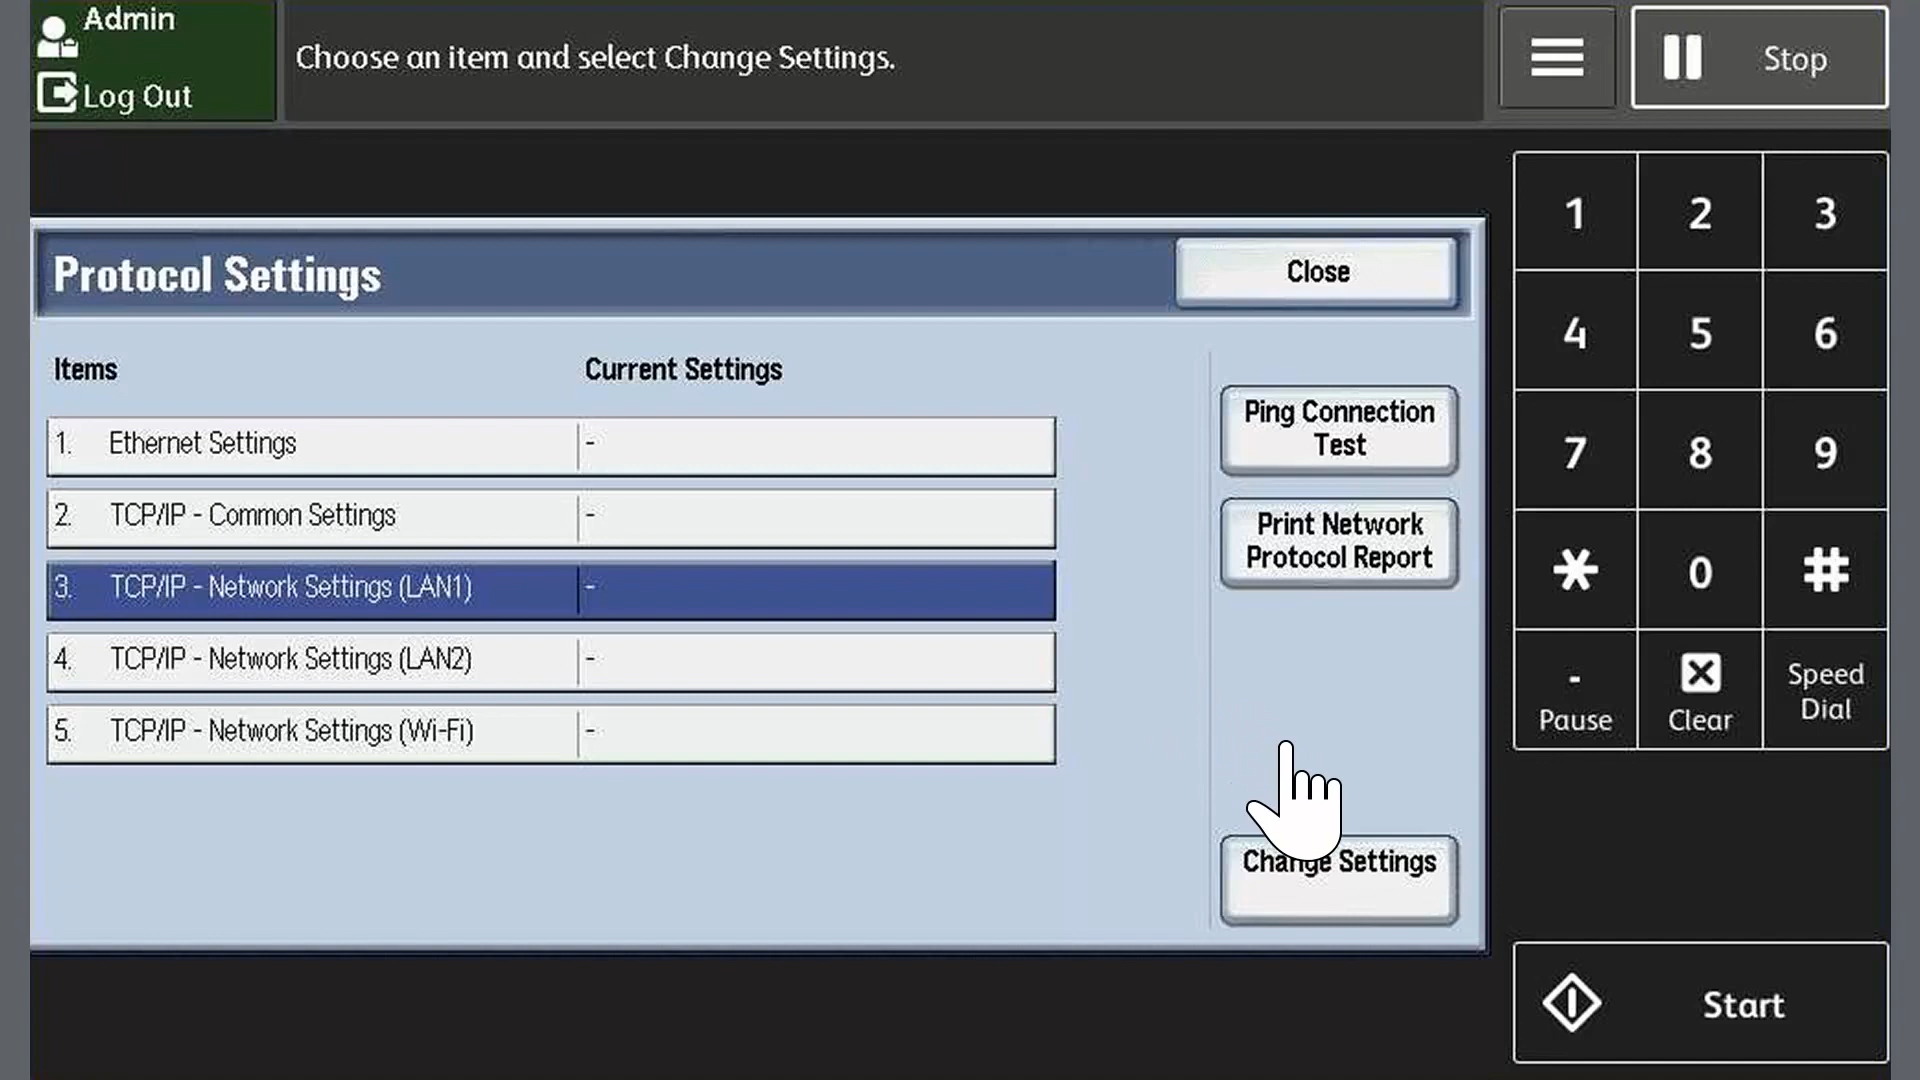 Admin
Log Out
Choose an item and select Change Settings.
Stop
Protocol Settings
Close
Items
Current Settings
1. Ethernet Settings -
2. TCP/IP - Common Settings -
3. TCP/IP - Network Settings (LAN1) -
4. TCP/IP - Network Settings (LAN2) -
5. TCP/IP - Network Settings (Wi-Fi) -
Ping Connection
Test
Print Network
Protocol Report
Change Settings
1 2 3
4 5 6
7 8 9
* 0 #
-
Pause
Clear
Speed
Dial
Start